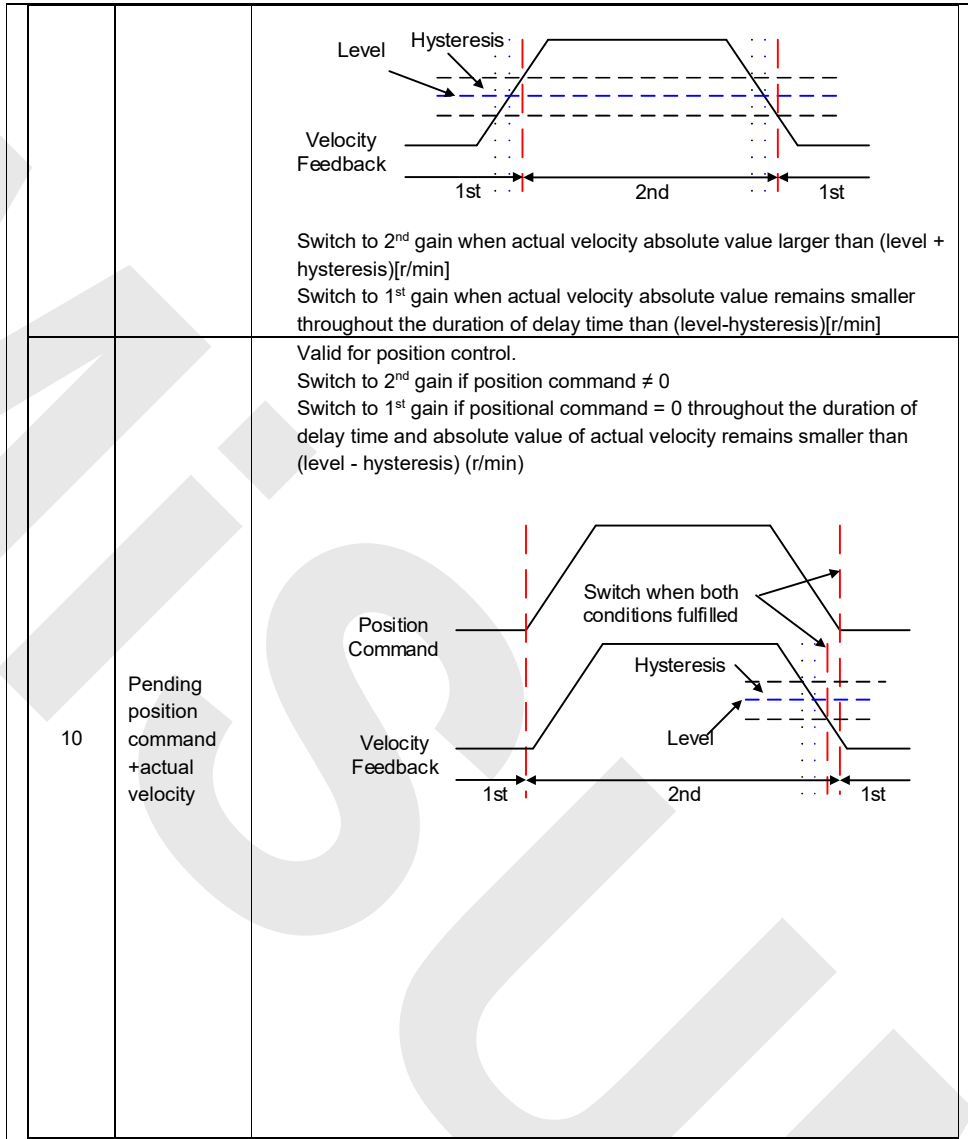 Level
Hysteresis
Velocity
Feedback
1st
2nd
1st
Switch to 2nd gain when actual velocity absolute value larger than (level +
hysteresis)[r/min]
Switch to 1st gain when actual velocity absolute value remains smaller
throughout the duration of delay time than (level-hysteresis)[r/min]
10
Pending
position
command
+actual
velocity
Valid for position control.
Switch to 2nd gain if position command ≠ 0
Switch to 1st gain if positional command = 0 throughout the duration of
delay time and absolute value of actual velocity remains smaller than
(level - hysteresis) (r/min)
Switch when both
conditions fulfilled
Position
Command
Hysteresis
Level
Velocity
Feedback
1st
2nd
1st